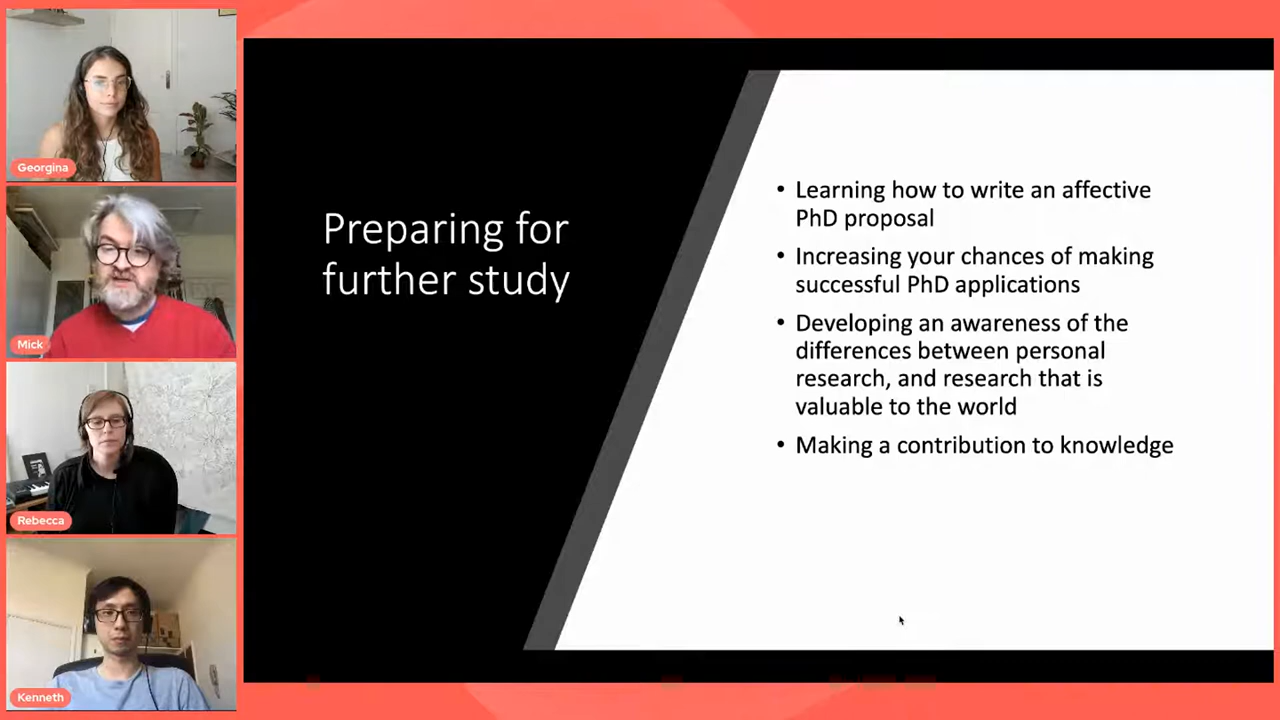 Georgina
Mick
Rebecca
Kenneth
Preparing for
further study
• Learning how to write an affective
PhD proposal
• Increasing your chances of making
successful PhD applications
• Developing an awareness of the
differences between personal
research, and research that is
valuable to the world
• Making a contribution to knowledge